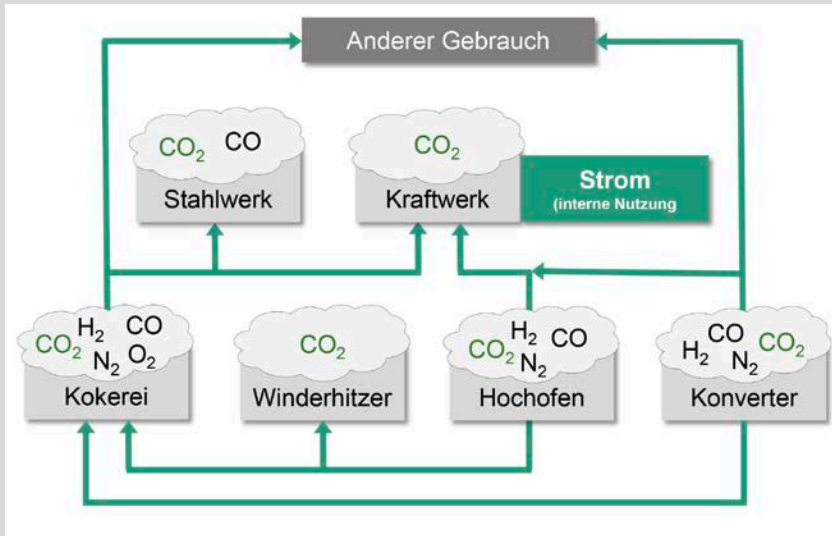 Anderer Gebrauch
CO₂ CO
Stahlwerk
CO₂
Kraftwerk
Strom
(interne Nutzung
CO₂ H₂ CO
N₂ O₂
Kokerei
CO₂
Winderhitzer
CO₂ H₂ CO
N₂
Hochofen
H₂ CO CO₂
N₂
Konverter